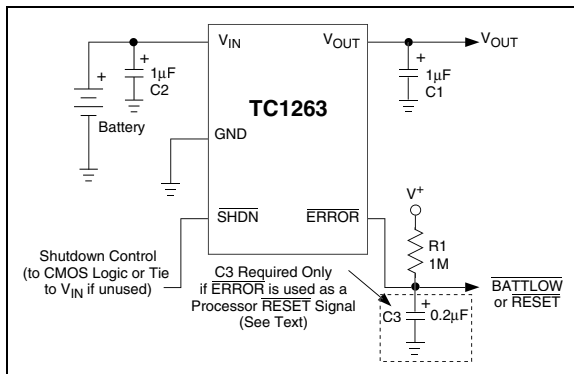 VIN
VOUT
VOUT
+
1µF
C2
+
1µF
C1
+
Battery
TC1263
GND
V+
SHDN
ERROR
R1
1M
Shutdown Control
(to CMOS Logic or Tie
to VIN if unused)
C3 Required Only
if ERROR is used as a
Processor RESET Signal
(See Text)
BATTLOW
or RESET
C3
+
0.2µF